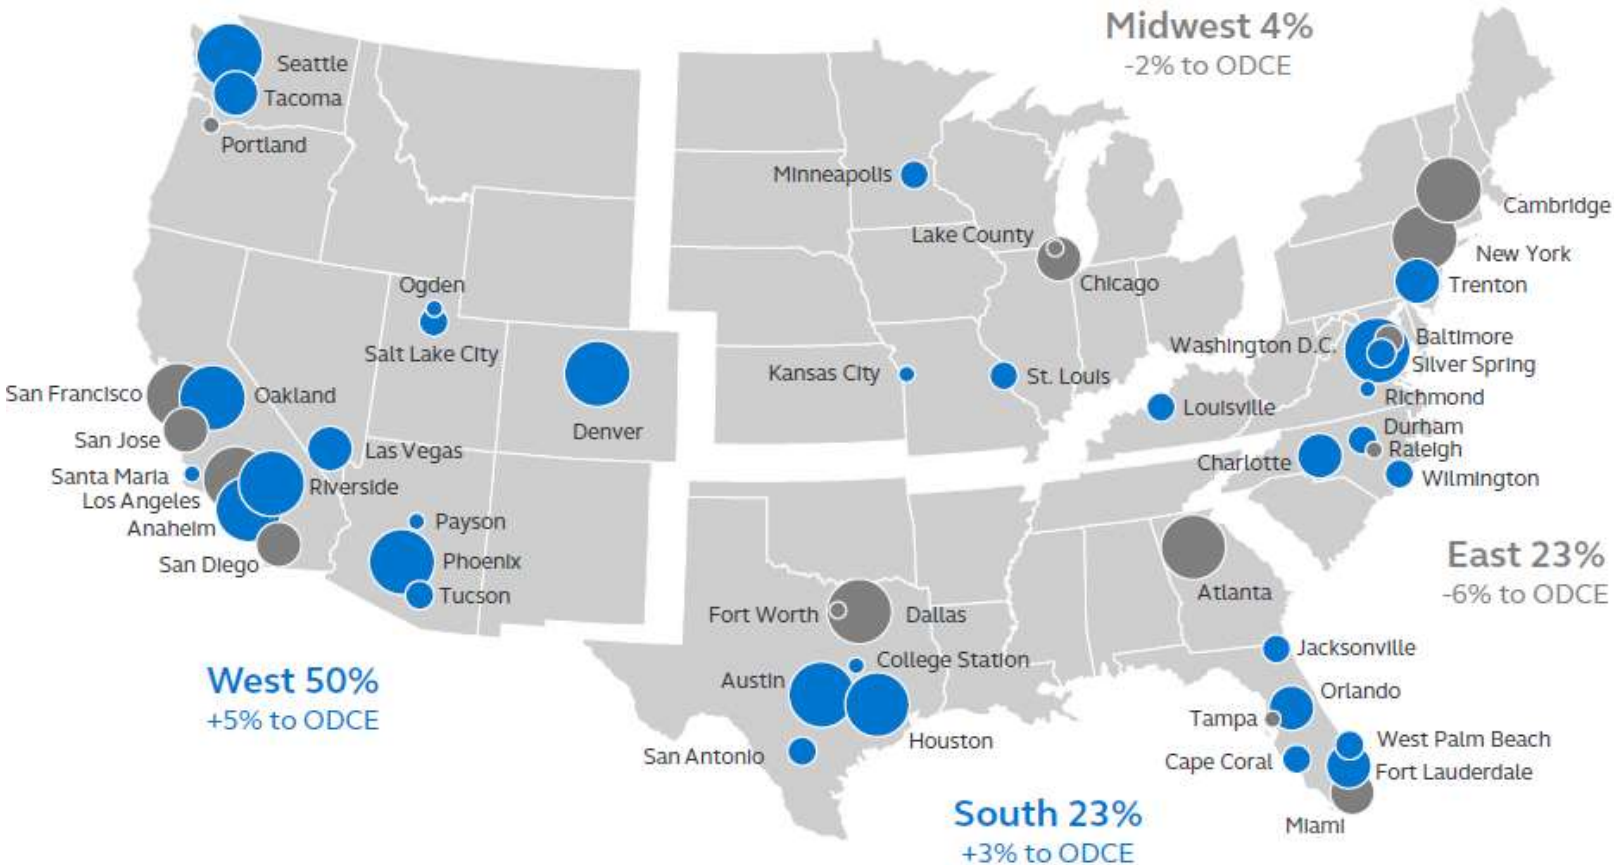 Midwest 4%
-2% to ODCE
Seattle
Tacoma
Portland
Minneapolis
Lake County
Chicago
Cambridge
New York
Trenton
Ogden
Salt Lake City
Denver
Kansas City
St. Louis
Louisville
Washington D.C.
Baltimore
Silver Spring
Richmond
Durham
Raleigh
Charlotte
Wilmington
San Francisco
Oakland
San Jose
Las Vegas
Santa Maria
Los Angeles
Riverside
Anaheim
San Diego
Payson
Phoenix
Tucson
East 23%
-6% to ODCE
Atlanta
Fort Worth
Dallas
College Station
Austin
Houston
San Antonio
Jacksonville
Orlando
Tampa
West Palm Beach
Cape Coral
Fort Lauderdale
Miami
West 50%
+5% to ODCE
South 23%
+3% to ODCE